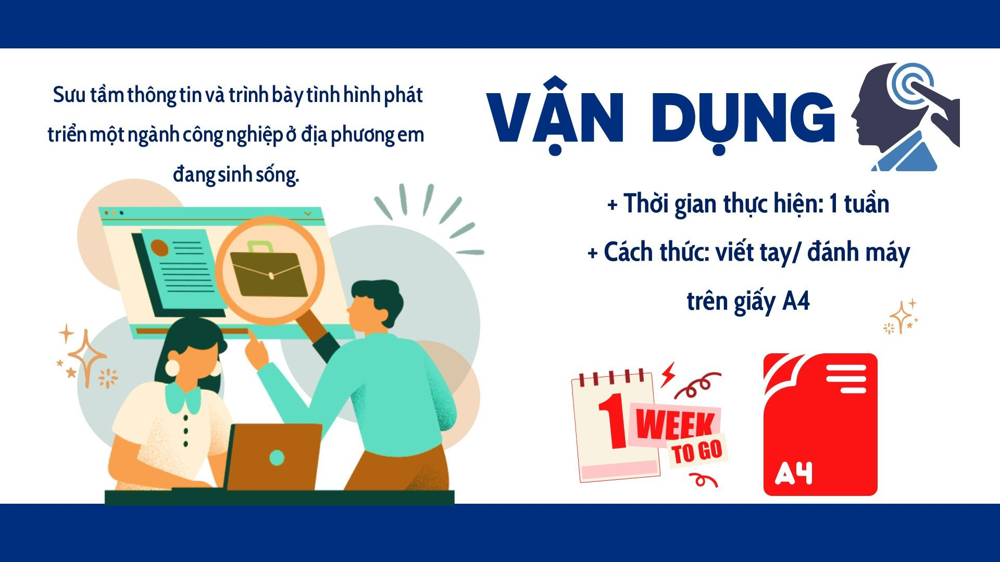 Sưu tầm thông tin và trình bày tình hình phát
triển một ngành công nghiệp ở địa phương em
đang sinh sống.
VẬN DỤNG
+ Thời gian thực hiện: 1 tuần
+ Cách thức: viết tay/ đánh máy
trên giấy A4
1
WEEK
TO GO
A4